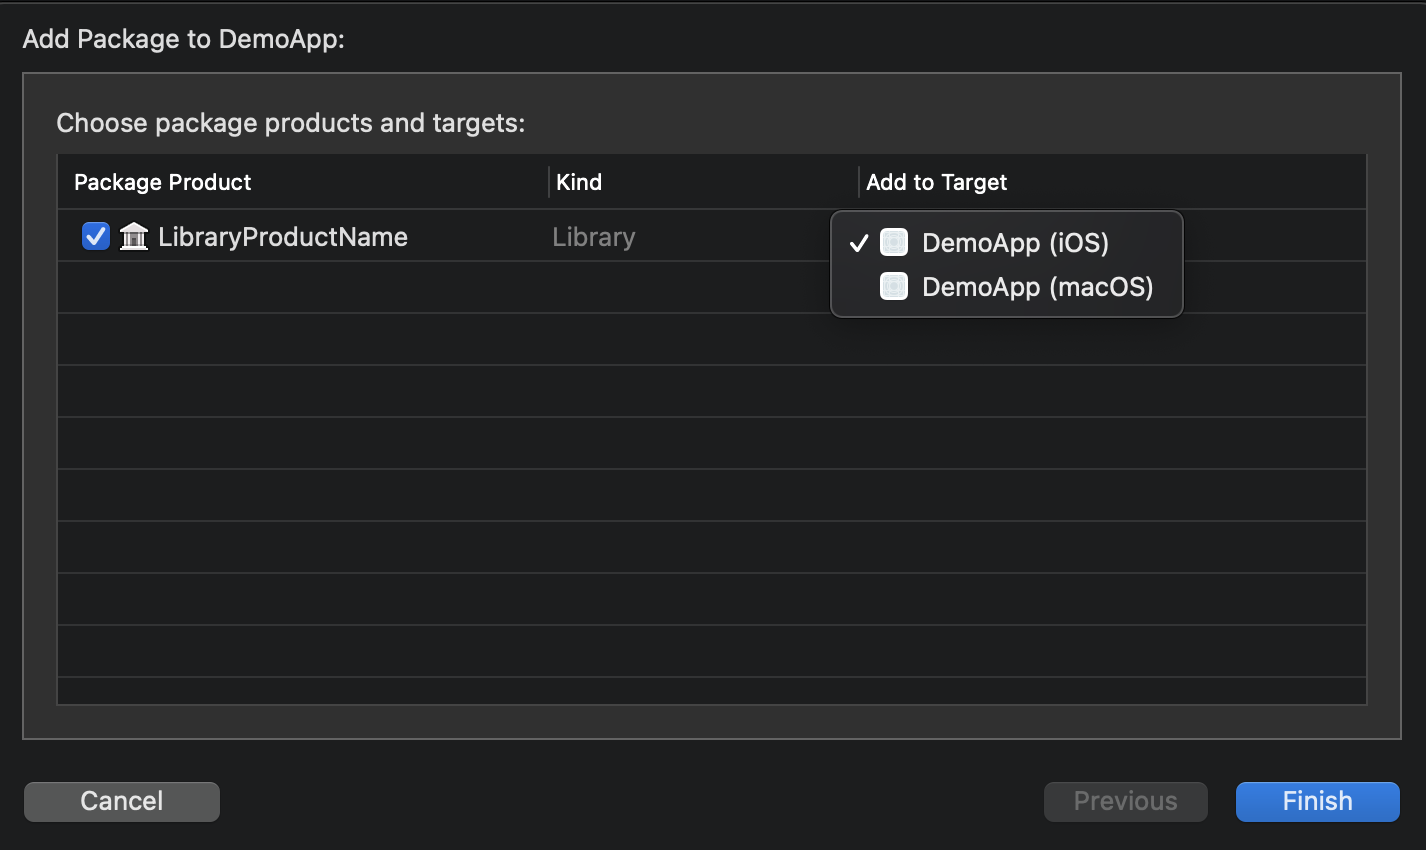 Add Package to DemoApp:
Choose package products and targets:
Package Product Kind Add to Target
LibraryProductName Library DemoApp (iOS)
DemoApp (macOS)
Cancel Previous Finish